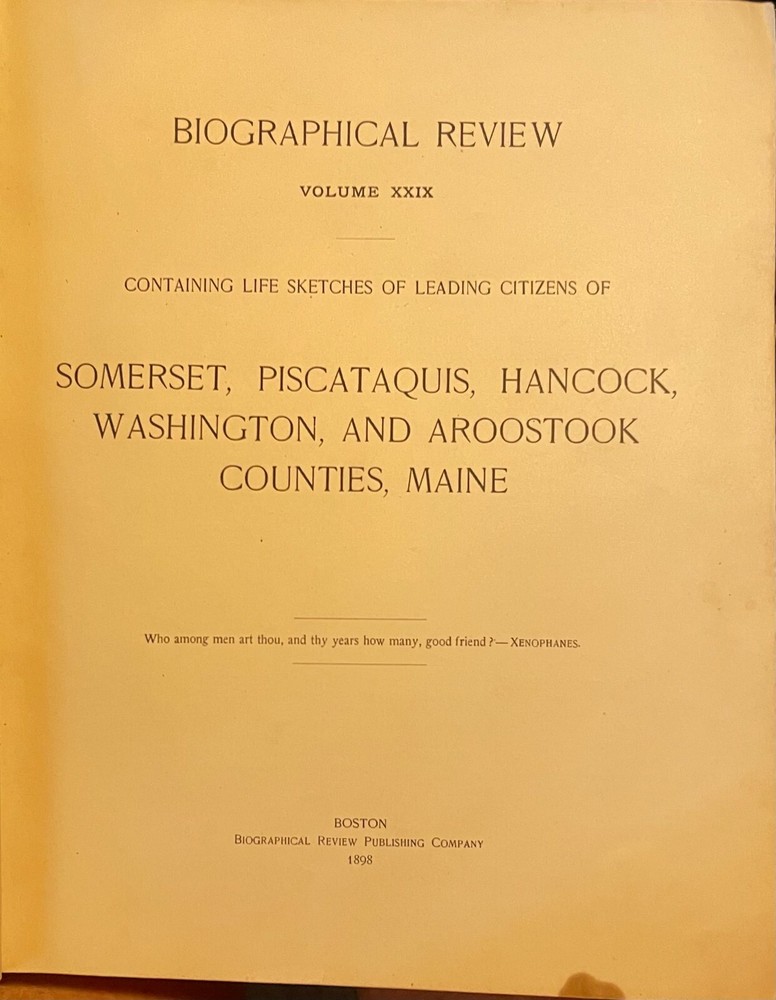 BIOGRAPHICAL REVIEW
VOLUME XXIX
CONTAINING LIFE SKETCHES OF LEADING CITIZENS OF
SOMERSET, PISCATAQUIS, HANCOCK,
WASHINGTON, AND AROOSTOOK
COUNTIES, MAINE
Who among men art thou, and thy years how many, good friend?—XENOPHANES.
BOSTON
BIOGRAPHICAL REVIEW PUBLISHING COMPANY
1898